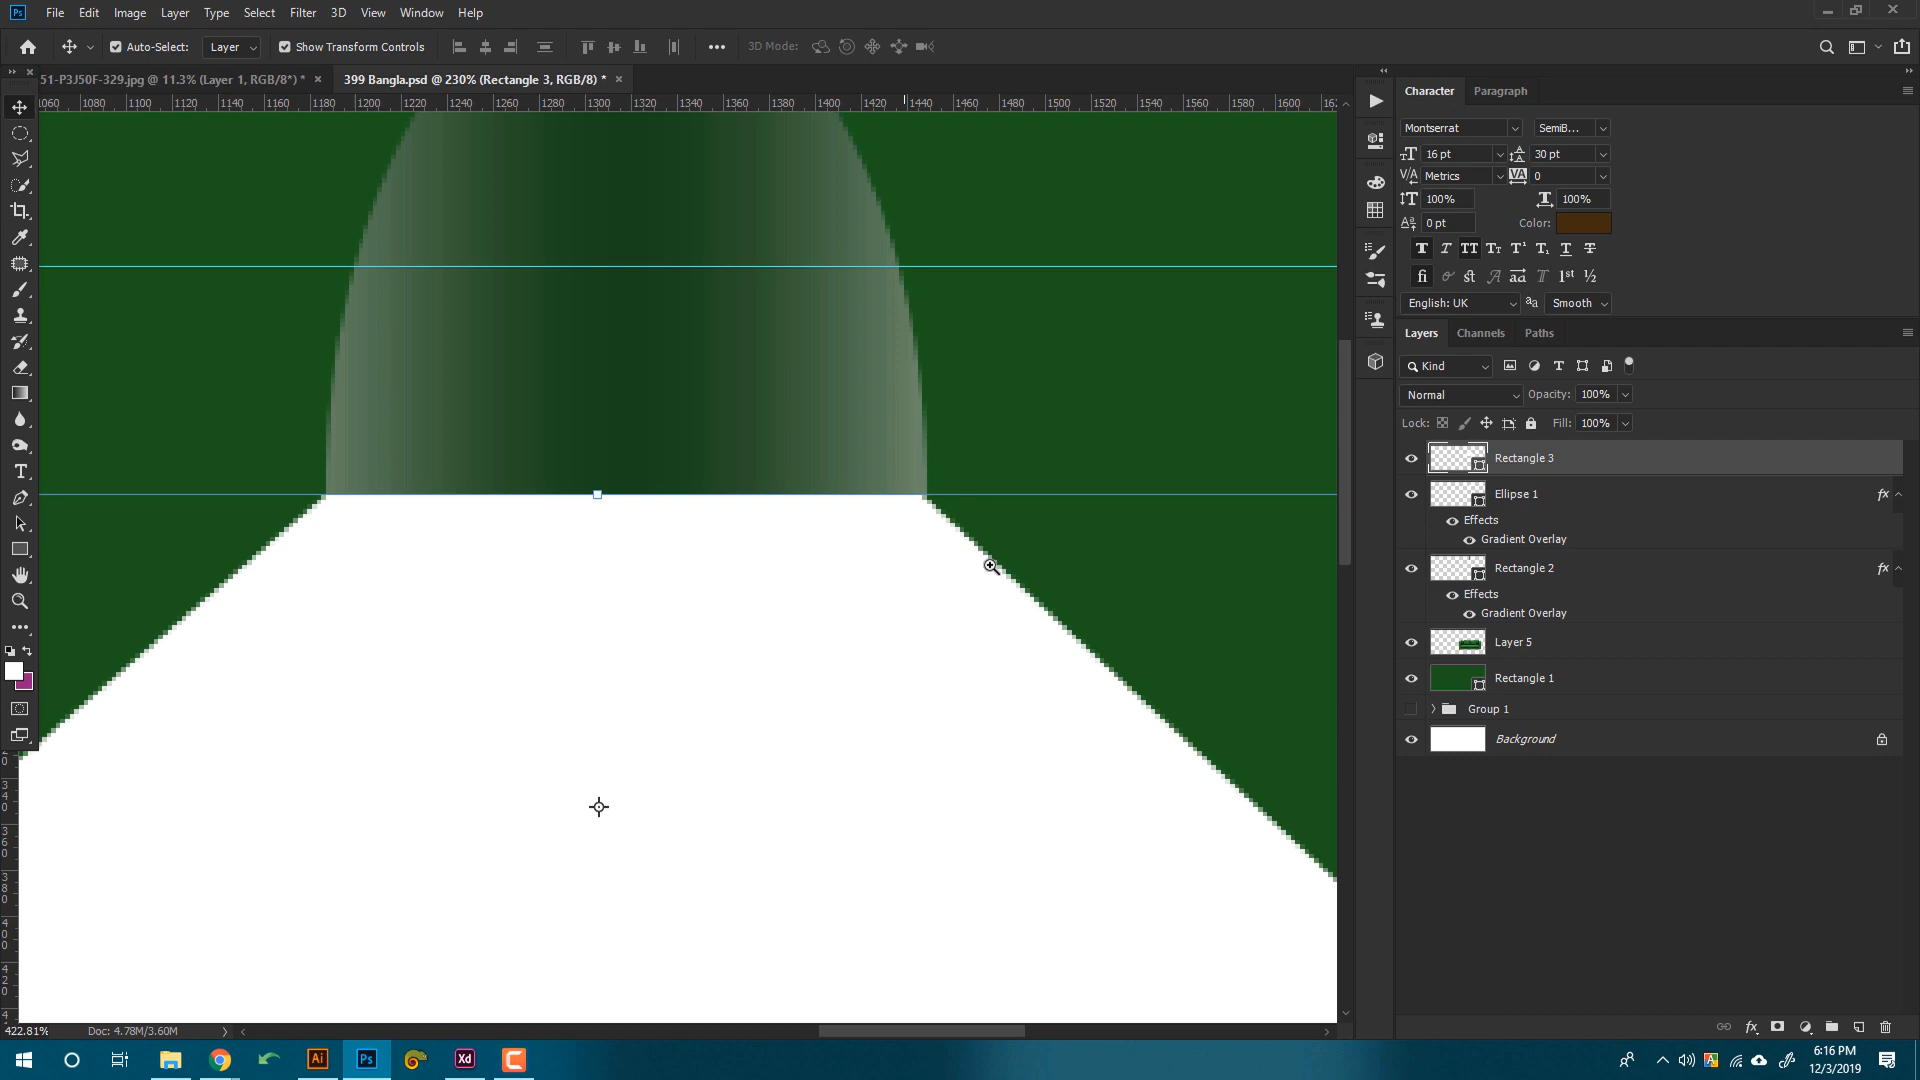 Ps File Edit Image Layer Type Select Filter 3D View Window Help
Auto-Select: Layer Show Transform Controls 3D Mode:
51-P3J50F-329.jpg @ 11.3% (Layer 1, RGB/8*) * × 399 Bangla.psd @ 230% (Rectangle 3, RGB/8) * ×
1060 1080 1100 1120 1140 1160 1180 1200 1220 1240 1260 1280 1300 1320 1340 1360 1380 1400 1420 1440 1460 1480 1500 1520 1540 1560 1580 1600
Character Paragraph
Montserrat SemiB...
16 pt 30 pt
Metrics 0
100% 100%
0 pt Color:
English: UK Smooth
Layers Channels Paths
Kind
Normal Opacity: 100%
Lock: Fill: 100%
Rectangle 3
Ellipse 1 fx
Effects
Gradient Overlay
Rectangle 2 fx
Effects
Gradient Overlay
Layer 5
Rectangle 1
Group 1
Background
422.81% Doc: 4.78M/3.60M
Ai Ps Xd
6:16 PM
12/3/2019